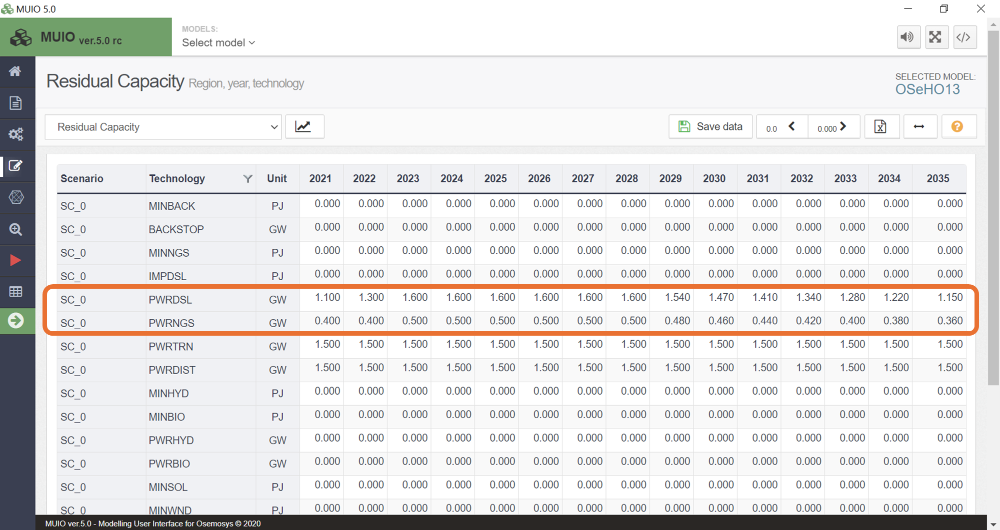 MUIO 5.0
MUIO ver.5.0 rc
MODELS:
Select model
Residual Capacity Region, year, technology
SELECTED MODEL:
OSeHO13
Residual Capacity
Save data 0.0 0.000
Scenario Technology Unit 2021 2022 2023 2024 2025 2026 2027 2028 2029 2030 2031 2032 2033 2034 2035
SC_0 MINBACK PJ 0.000 0.000 0.000 0.000 0.000 0.000 0.000 0.000 0.000 0.000 0.000 0.000 0.000 0.000 0.000
SC_0 BACKSTOP GW 0.000 0.000 0.000 0.000 0.000 0.000 0.000 0.000 0.000 0.000 0.000 0.000 0.000 0.000 0.000
SC_0 MINNGS PJ 0.000 0.000 0.000 0.000 0.000 0.000 0.000 0.000 0.000 0.000 0.000 0.000 0.000 0.000 0.000
SC_0 IMPDSL PJ 0.000 0.000 0.000 0.000 0.000 0.000 0.000 0.000 0.000 0.000 0.000 0.000 0.000 0.000 0.000
SC_0 PWRDSL GW 1.100 1.300 1.600 1.600 1.600 1.600 1.600 1.600 1.540 1.470 1.410 1.340 1.280 1.220 1.150
SC_0 PWRNGS GW 0.400 0.400 0.500 0.500 0.500 0.500 0.500 0.500 0.480 0.460 0.440 0.420 0.400 0.380 0.360
SC_0 PWRTRN GW 1.500 1.500 1.500 1.500 1.500 1.500 1.500 1.500 1.500 1.500 1.500 1.500 1.500 1.500 1.500
SC_0 PWRDIST GW 1.500 1.500 1.500 1.500 1.500 1.500 1.500 1.500 1.500 1.500 1.500 1.500 1.500 1.500 1.500
SC_0 MINHYD PJ 0.000 0.000 0.000 0.000 0.000 0.000 0.000 0.000 0.000 0.000 0.000 0.000 0.000 0.000 0.000
SC_0 MINBIO PJ 0.000 0.000 0.000 0.000 0.000 0.000 0.000 0.000 0.000 0.000 0.000 0.000 0.000 0.000 0.000
SC_0 PWRHYD GW 0.000 0.000 0.000 0.000 0.000 0.000 0.000 0.000 0.000 0.000 0.000 0.000 0.000 0.000 0.000
SC_0 PWRBIO GW 0.000 0.000 0.000 0.000 0.000 0.000 0.000 0.000 0.000 0.000 0.000 0.000 0.000 0.000 0.000
SC_0 MINSOL PJ 0.000 0.000 0.000 0.000 0.000 0.000 0.000 0.000 0.000 0.000 0.000 0.000 0.000 0.000 0.000
SC_0 MINWND PJ 0.000 0.000 0.000 0.000 0.000 0.000 0.000 0.000 0.000 0.000 0.000 0.000 0.000 0.000 0.000
MUIO ver.5.0 - Modelling User Interface for Osemosys © 2020